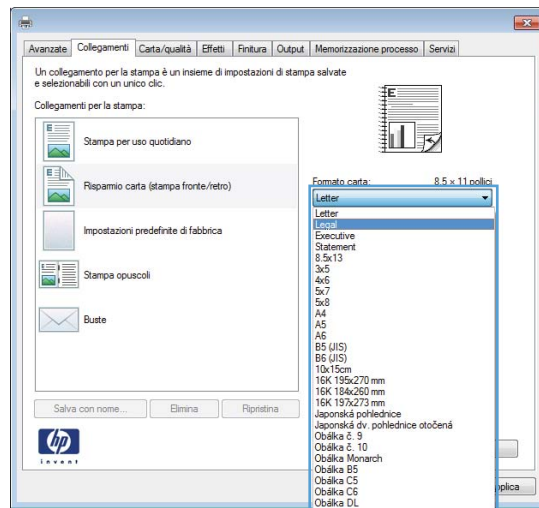 Avanzate Collegamenti Carta/qualità Effetti Finitura Output Memorizzazione processo Servizi
Un collegamento per la stampa è un insieme di impostazioni di stampa salvate
e selezionabili con un unico clic.
Collegamenti per la stampa:
Stampa per uso quotidiano
Risparmio carta (stampa fronte/retro)
Impostazioni predefinite di fabbrica
Stampa opuscoli
Buste
Salva con nome... Elimina Ripristina
hp
invent
E
Formato carta: 8.5 × 11 pollici
Letter
Letter
Legal
Executive
Statement
8.5x13
3x5
4x6
5x7
5x8
A4
A5
A6
B5 (JIS)
B6 (JIS)
10x15cm
16K 195x270 mm
16K 184x260 mm
16K 197x273 mm
Japonská pohlednice
Japonská dv. pohlednice otočená
Obálka č. 9
Obálka č. 10
Obálka Monarch
Obálka B5
Obálka C5
Obálka C6
Obálka DL
pplica